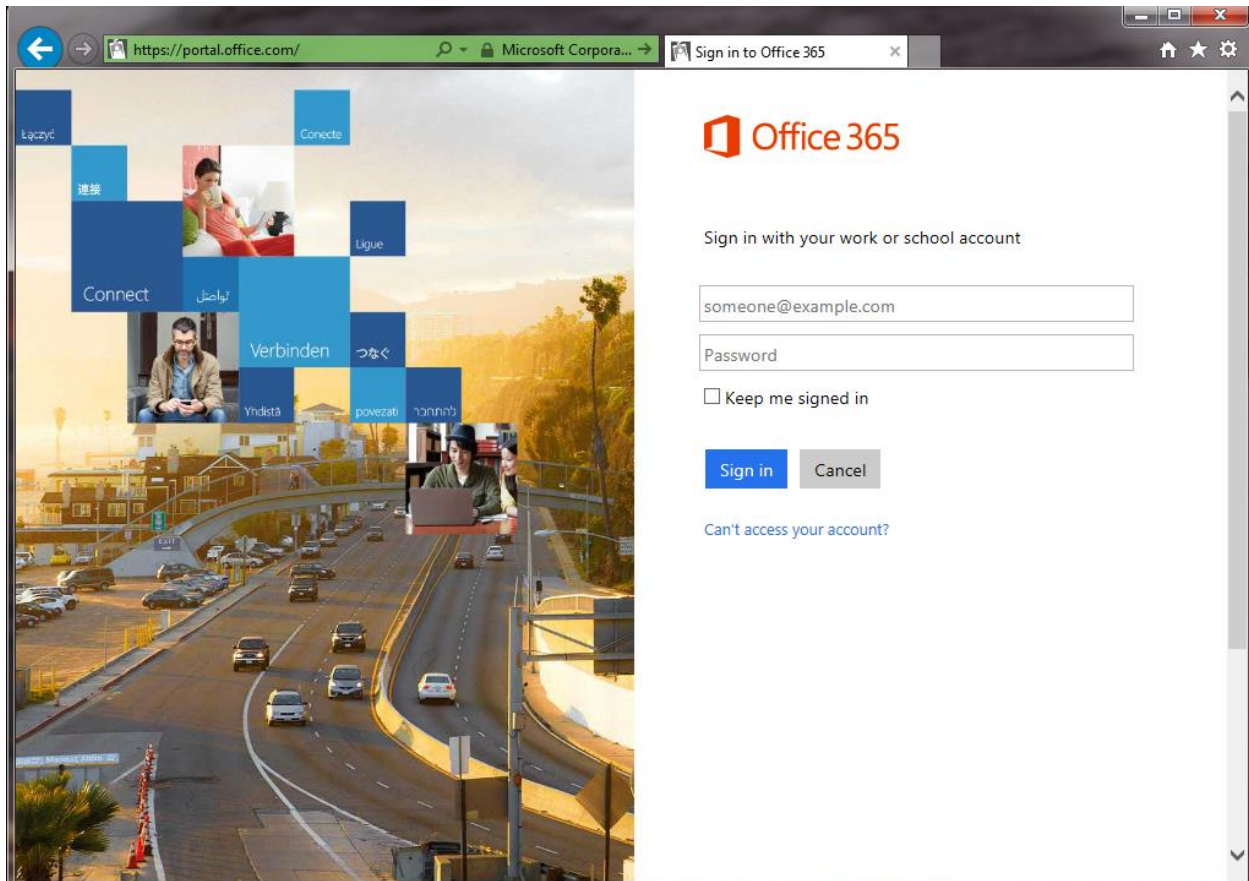 https://portal.office.com/
Microsoft Corpora...
Sign in to Office 365
Łączyć
Conecte
連接
Ligue
Connect
تواصل
Verbinden
つなぐ
Yhdistä
povezati
להתחבר
EXIT
Office 365
Sign in with your work or school account
someone@example.com
Password
Keep me signed in
Sign in
Cancel
Can't access your account?